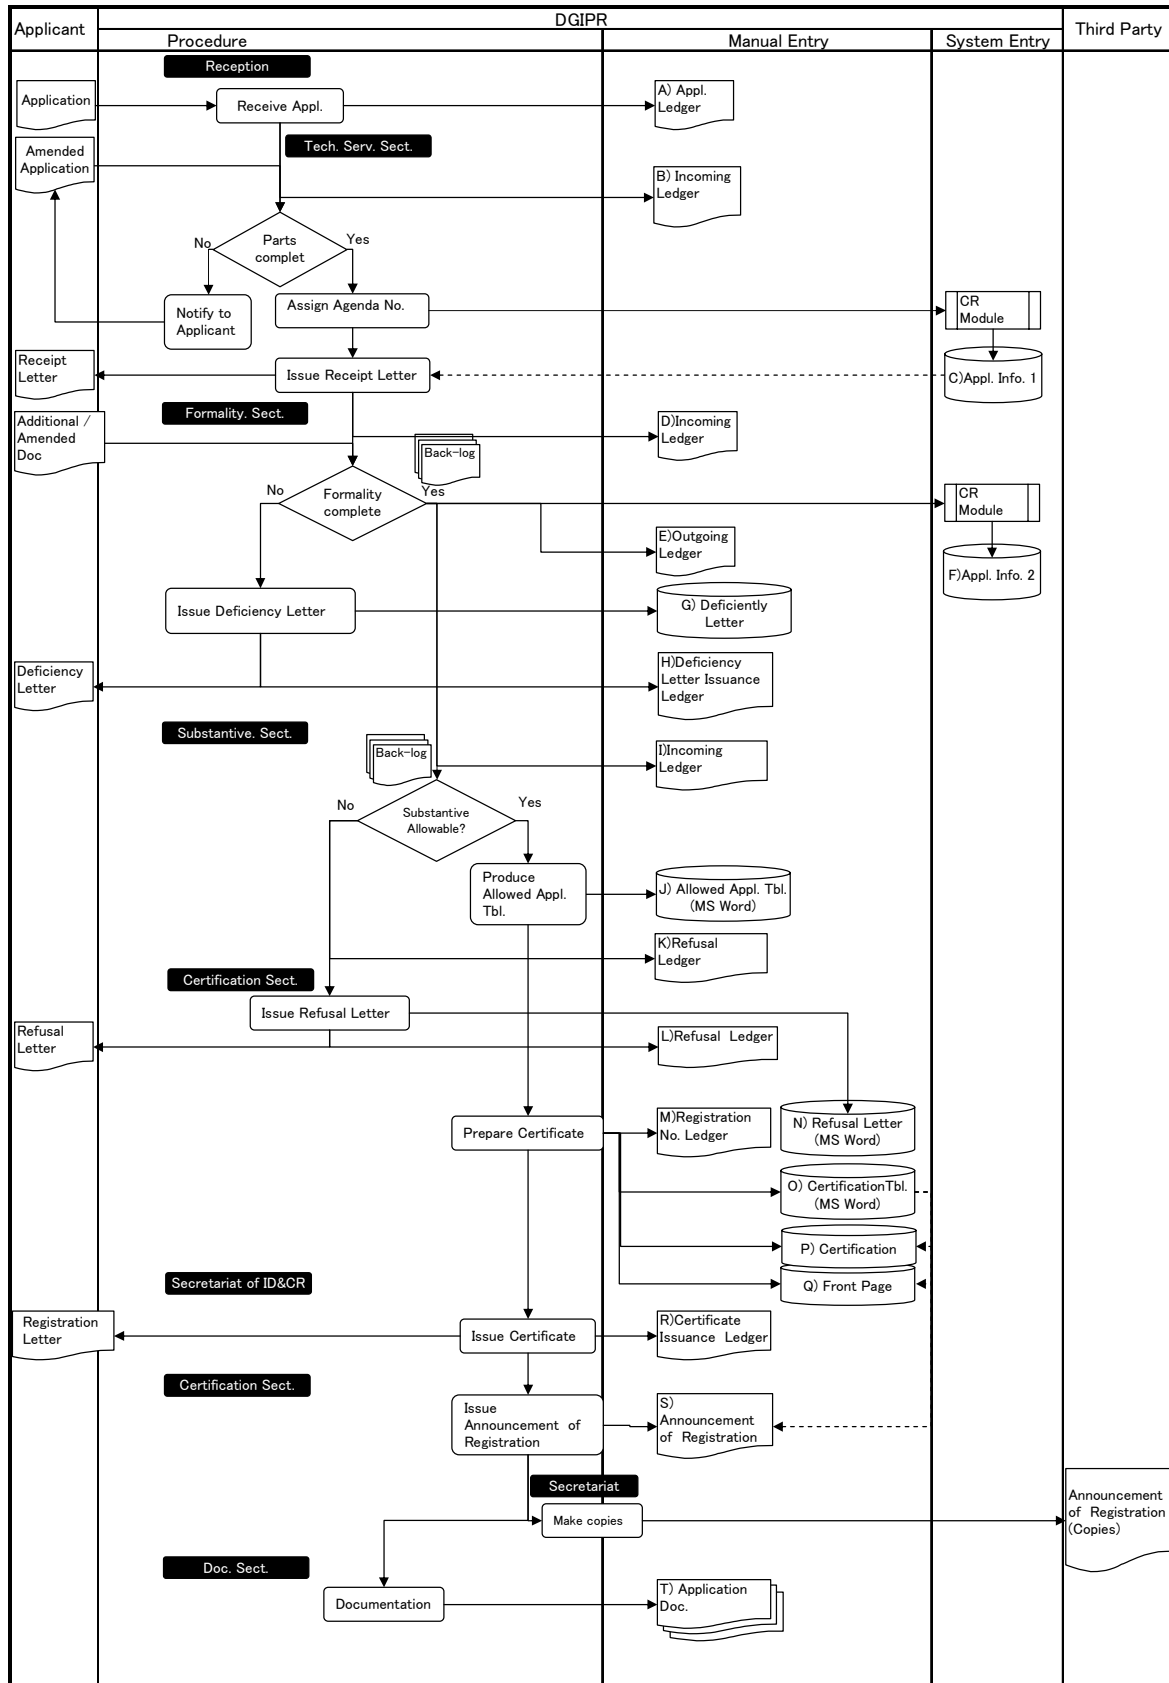 Applicant
DGIPR
Third Party
Procedure
Manual Entry
System Entry
Reception
Application
Receive Appl.
A) Appl.
Ledger
Tech. Serv. Sect.
Amended
Application
B) Incoming
Ledger
Parts
complet
No
Yes
Notify to
Applicant
Assign Agenda No.
CR
Module
Receipt
Letter
Issue Receipt Letter
C)Appl. Info. 1
Formality. Sect.
Additional /
Amended
Doc
D)Incoming
Ledger
Back-log
No
Formality
complete
Yes
CR
Module
E)Outgoing
Ledger
F)Appl. Info. 2
Issue Deficiency Letter
G) Deficiently
Letter
Deficiency
Letter
H)Deficiency
Letter Issuance
Ledger
Substantive. Sect.
Back-log
I)Incoming
Ledger
No
Substantive
Allowable?
Yes
Produce
Allowed Appl.
Tbl.
J) Allowed Appl. Tbl.
(MS Word)
K)Refusal
Ledger
Certification Sect.
Issue Refusal Letter
Refusal
Letter
L)Refusal Ledger
Prepare Certificate
M)Registration
No. Ledger
N) Refusal Letter
(MS Word)
O) CertificationTbl.
(MS Word)
P) Certification
Q) Front Page
Secretariat of ID&CR
Registration
Letter
Issue Certificate
R)Certificate
Issuance Ledger
Certification Sect.
Issue
Announcement of
Registration
S)
Announcement
of Registration
Secretariat
Make copies
Announcement
of Registration
(Copies)
Doc. Sect.
Documentation
T) Application
Doc.